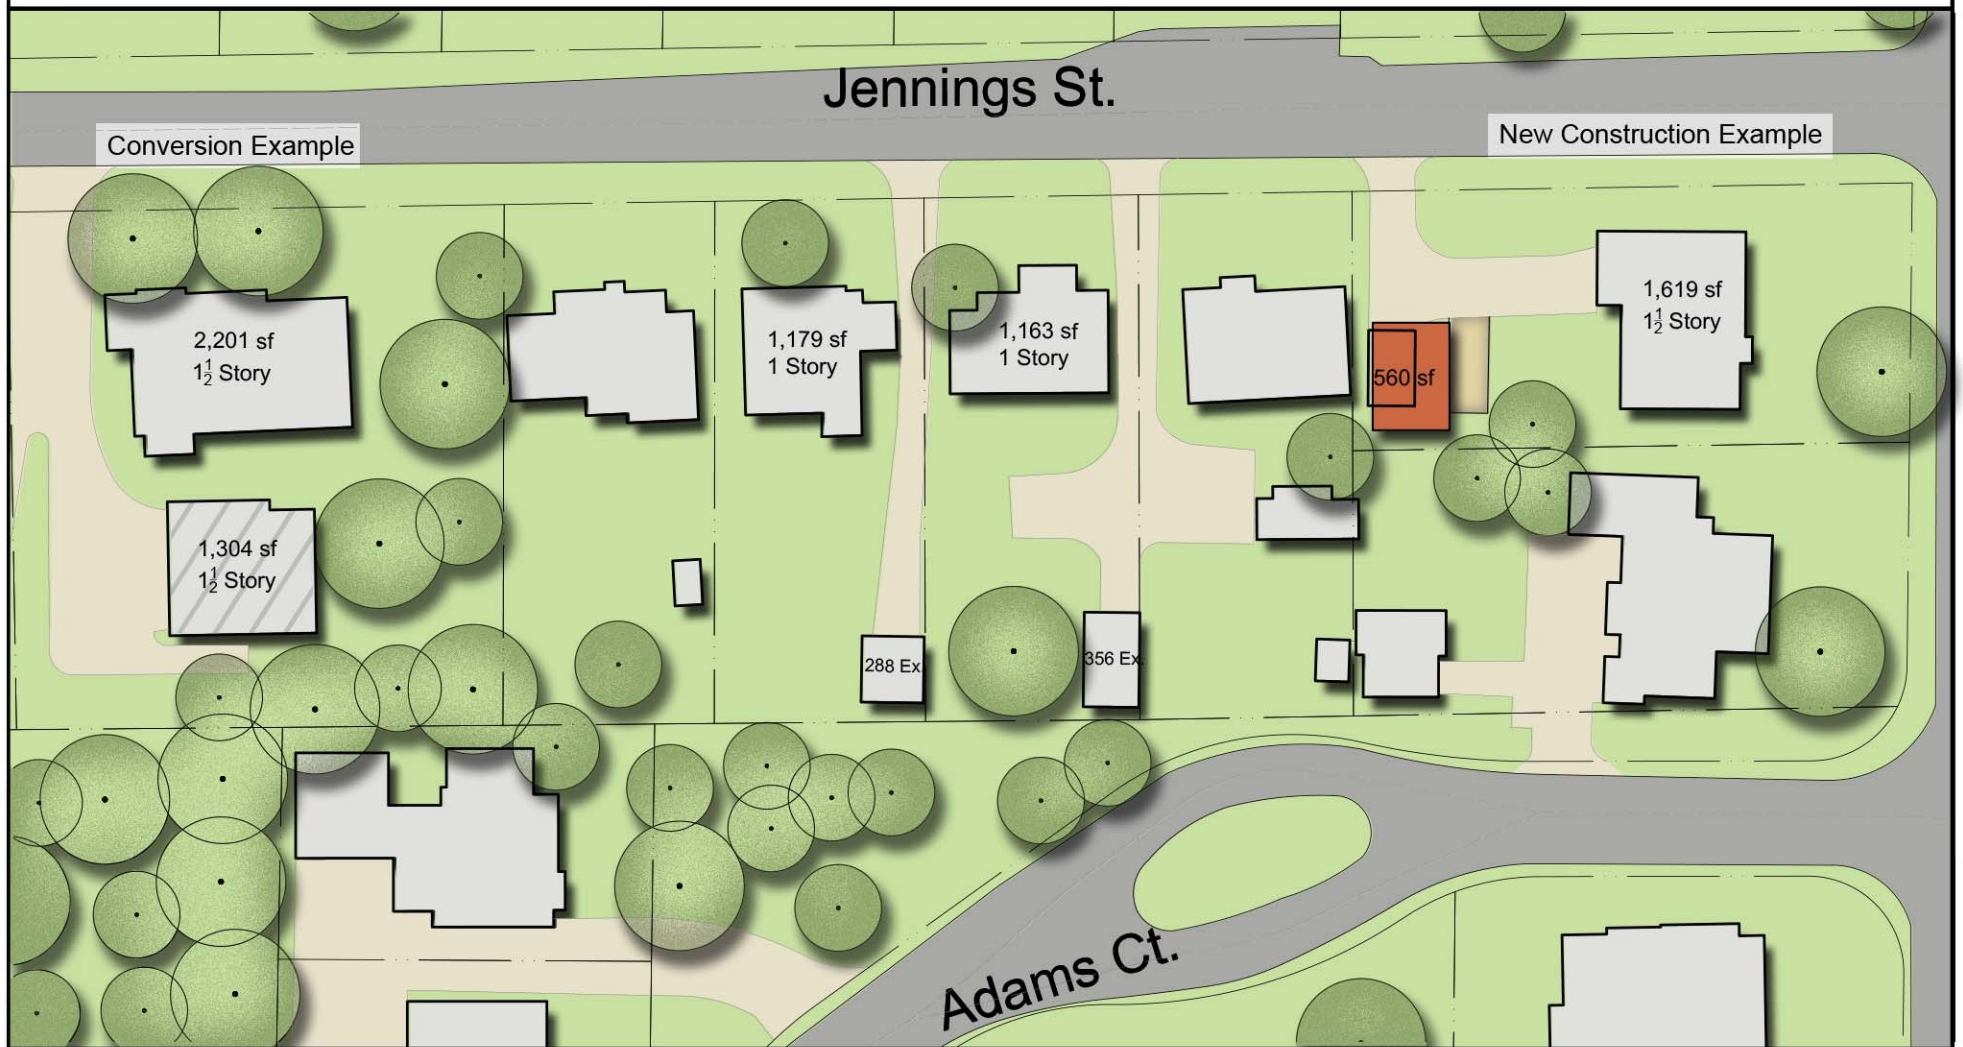 Jennings St.
Conversion Example
New Construction Example
2,201 sf
1½ Story
1,179 sf
1 Story
1,163 sf
1 Story
560 sf
1,619 sf
1½ Story
1,304 sf
1½ Story
288 Ex.
356 Ex.
Adams Ct.